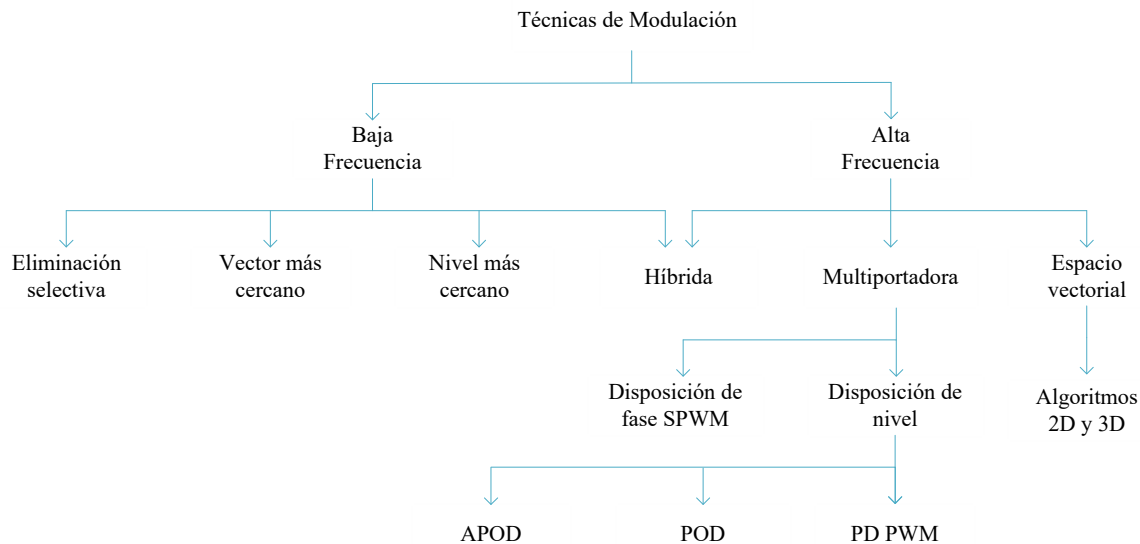 Técnicas de Modulación
Baja
Frecuencia
Alta
Frecuencia
Eliminación
selectiva
Vector más
cercano
Nivel más
cercano
Híbrida
Multiportadora
Espacio
vectorial
Disposición de
fase SPWM
Disposición de
nivel
Algoritmos
2D y 3D
APOD
POD
PD PWM